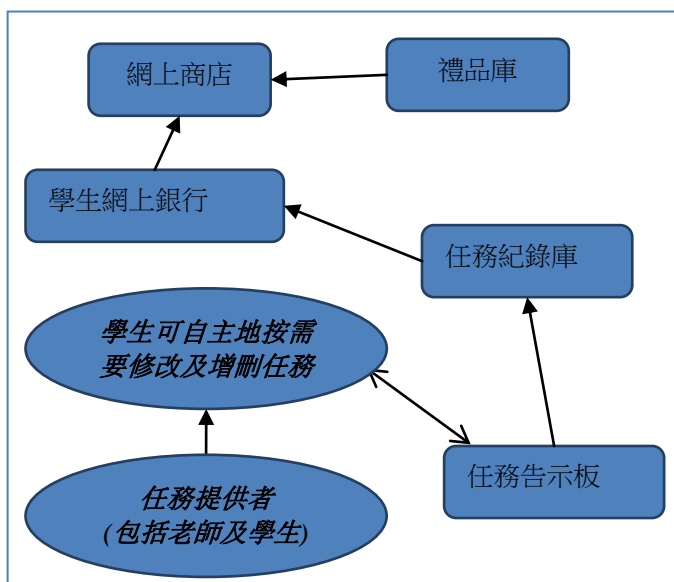 網上商店
禮品庫
學生網上銀行
任務紀錄庫
學生可自主地按需
要修改及增刪任務
任務告示板
任務提供者
(包括老師及學生)